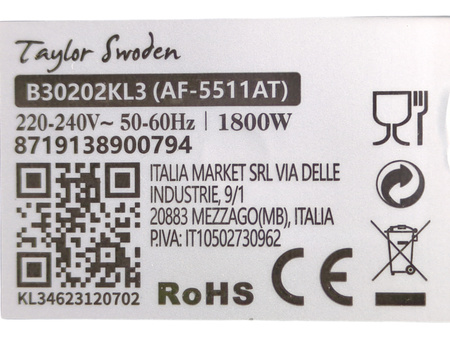 Taylor Swoden
B30202KL3 (AF-5511AT)
220-240V~ 50-60Hz | 1800W
8719138900794
ITALIA MARKET SRL VIA DELLE
INDUSTRIE, 9/1
20883 MEZZAGO(MB), ITALIA
P.IVA: IT10502730962
KL34623120702
RoHS
CE